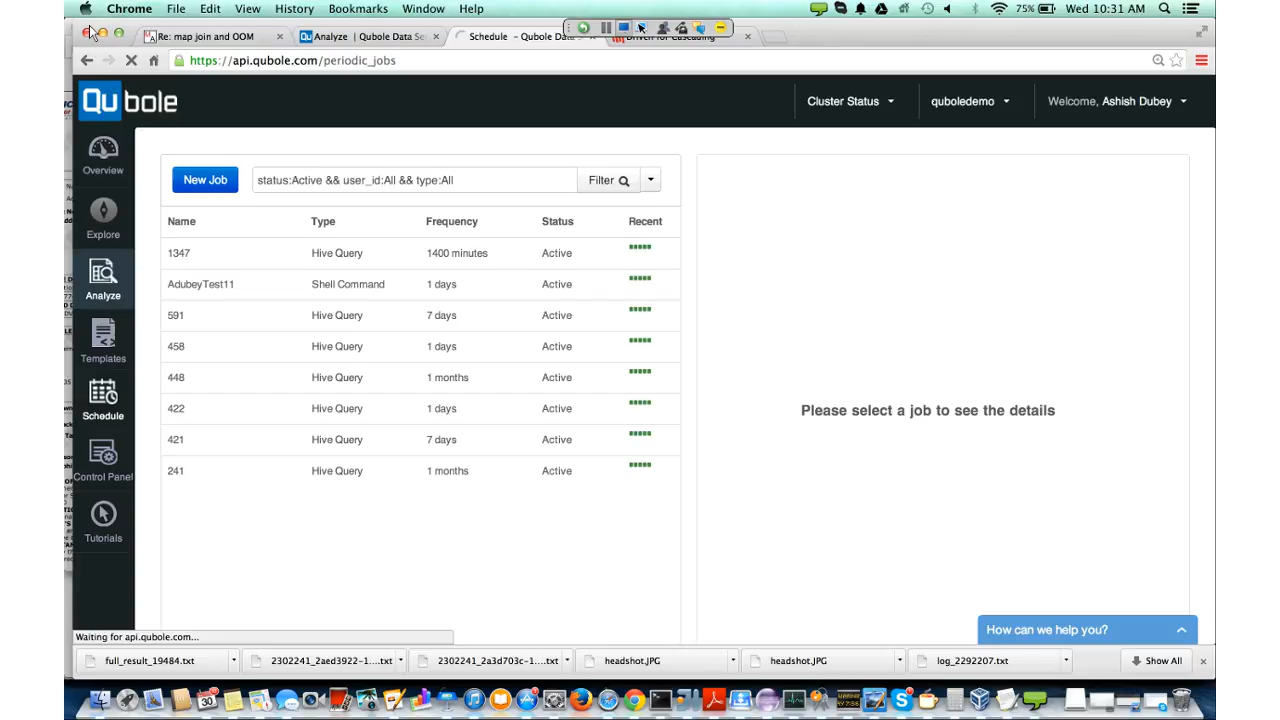 Chrome File Edit View History Bookmarks Window Help 75% Wed 10:31 AM
Re: map join and OOM × Analyze | Qubole Data Se × Schedule - Qubole Data Driven for Cascading ×
https://api.qubole.com/periodic_jobs
Qubole
Cluster Status quboledemo Welcome, Ashish Dubey
Overview
Explore
Analyze
Templates
Schedule
Control Panel
Tutorials
New Job status:Active && user_id:All && type:All Filter
Name Type Frequency Status Recent
1347 Hive Query 1400 minutes Active
AdubeyTest11 Shell Command 1 days Active
591 Hive Query 7 days Active
458 Hive Query 1 days Active
448 Hive Query 1 months Active
422 Hive Query 1 days Active
421 Hive Query 7 days Active
241 Hive Query 1 months Active
Please select a job to see the details
How can we help you?
Waiting for api.qubole.com...
full_result_19484.txt 2302241_2aed3922-1....txt 2302241_2a3d703c-1....txt headshot.JPG headshot.JPG log_2292207.txt Show All ×
30